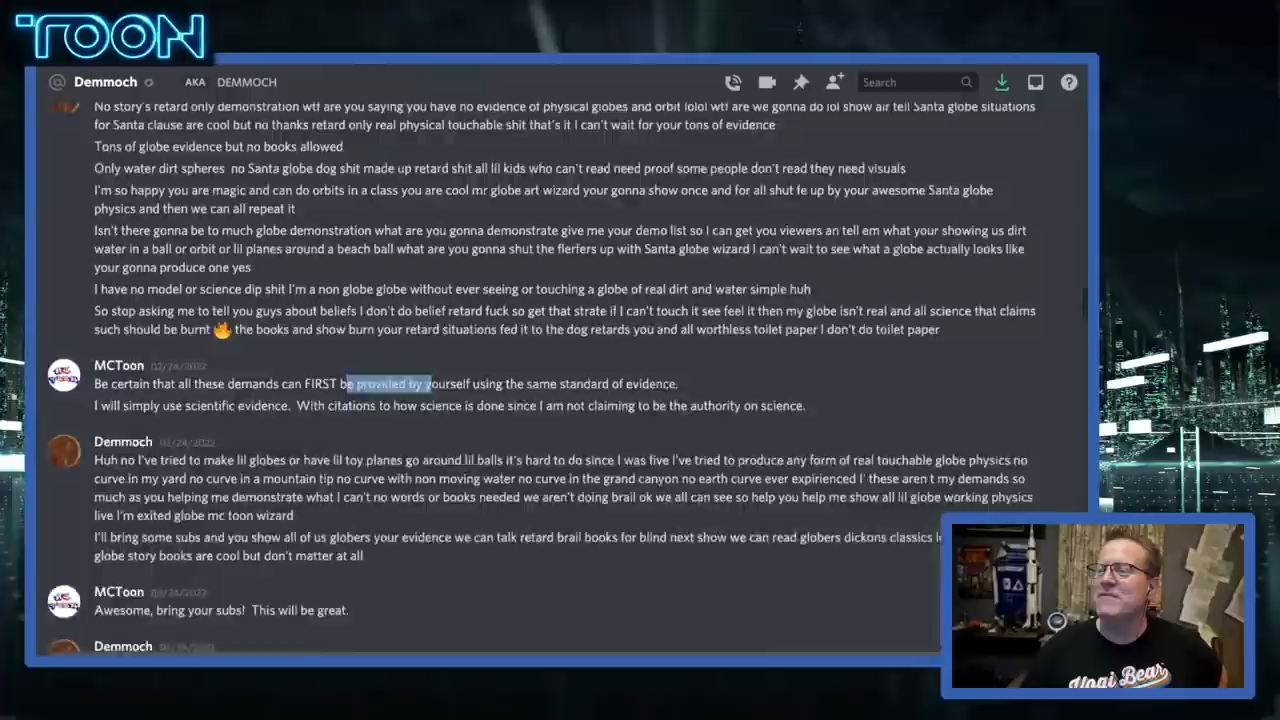 TOON
@ Demmoch AKA DEMMOCH Search
No story's retard only demonstration wtf are you saying you have no evidence of physical globes and orbit lolol wtf are we gonna do lol show air tell Santa globe situations
for Santa clause are cool but no thanks retard only real physical touchable shit that's it I can't wait for your tons of evidence
Tons of globe evidence but no books allowed
Only water dirt spheres no Santa globe dog shit made up retard shit all lil kids who can't read need proof some people don't read they need visuals
I'm so happy you are magic and can do orbits in a class you are cool mr globe art wizard your gonna show once and for all shut fe up by your awesome Santa globe
physics and then we can all repeat it
Isn't there gonna be to much globe demonstration what are you gonna demonstrate give me your demo list so I can get you viewers an tell em what your showing us dirt
water in a ball or orbit or lil planes around a beach ball what are you gonna shut the flerfers up with Santa globe wizard I can't wait to see what a globe actually looks like
your gonna produce one yes
I have no model or science dip shit I'm a non globe globe without ever seeing or touching a globe of real dirt and water simple huh
So stop asking me to tell you guys about beliefs I don't do belief retard fuck so get that strate if I can't touch it see feel it then my globe isn't real and all science that claims
such should be burnt 🔥 the books and show burn your retard situations fed it to the dog retards you and all worthless toilet paper I don't do toilet paper
MCToon 02/24/2022
Be certain that all these demands can FIRST be provided by yourself using the same standard of evidence.
I will simply use scientific evidence. With citations to how science is done since I am not claiming to be the authority on science.
Demmoch 02/24/2022
Huh no I've tried to make lil globes or have lil toy planes go around lil balls it's hard to do since I was five I've tried to produce any form of real touchable globe physics no
curve in my yard no curve in a mountain tip no curve with non moving water no curve in the grand canyon no earth curve ever expirienced I' these aren't my demands so
much as you helping me demonstrate what I can't no words or books needed we aren't doing brail ok we all can see so help you help me show all lil globe working physics
live I'm exited globe mc toon wizard
I'll bring some subs and you show all of us globers your evidence we can talk retard brail books for blind next show we can read globers dickons classics
globe story books are cool but don't matter at all
MCToon 02/24/2022
Awesome, bring your subs! This will be great.
Demmoch 02/24/2022
Yogi Bear